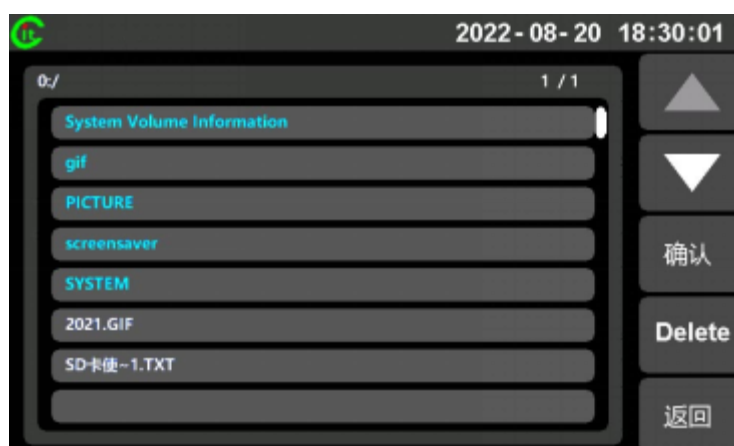 it
2022-08-20 18:30:01
0:/ 1 / 1
System Volume Information
gif
PICTURE
screensaver
SYSTEM
2021.GIF
SD卡使~1.TXT
确认
Delete
返回